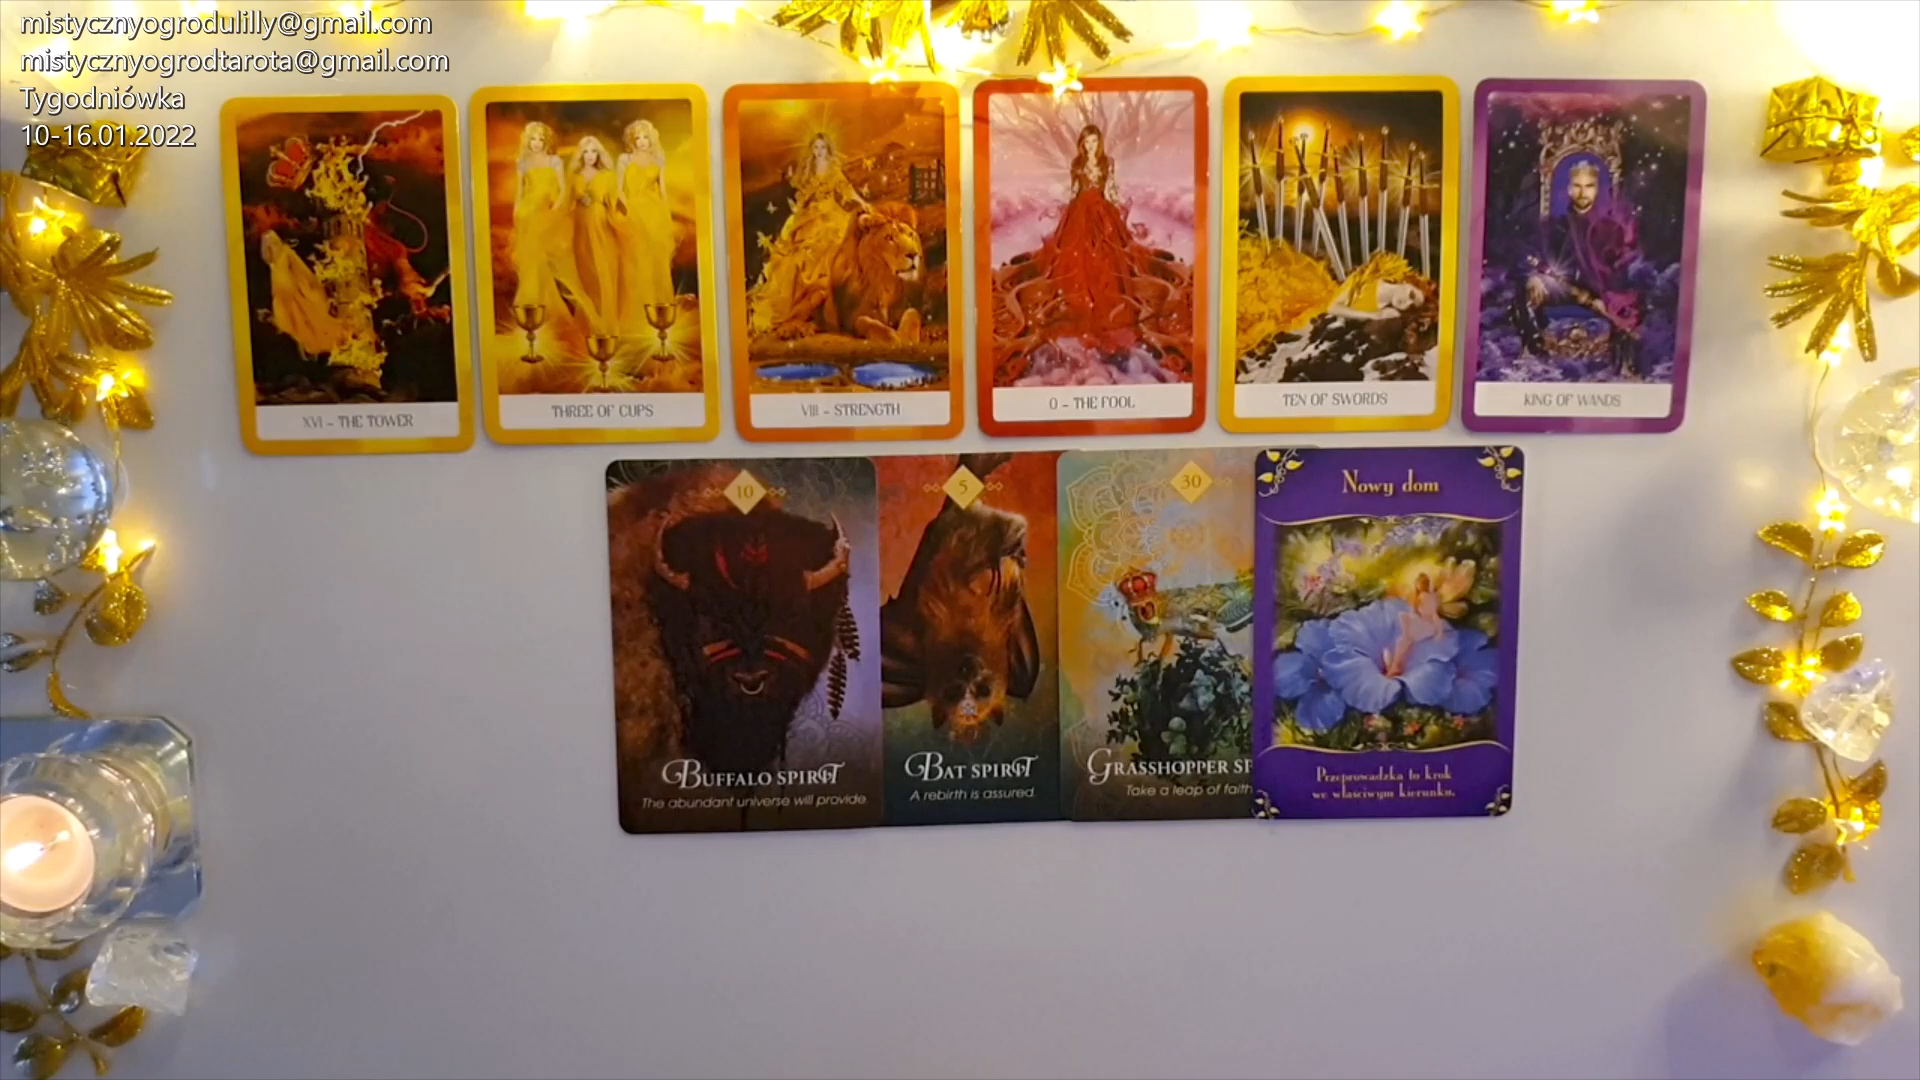 mistycznyogrodulilly@gmail.com
mistycznyogrodtarota@gmail.com
Tygodniówka
10-16.01.2022
XVI - THE TOWER
THREE OF CUPS
VIII - STRENGTH
0 - THE FOOL
TEN OF SWORDS
KING OF WANDS
10
BUFFALO SPIRIT
The abundant universe will provide.
5
BAT SPIRIT
A rebirth is assured.
30
GRASSHOPPER SP
Take a leap of faith
Nowy dom
Przeprowadzka to krok
we właściwym kierunku.